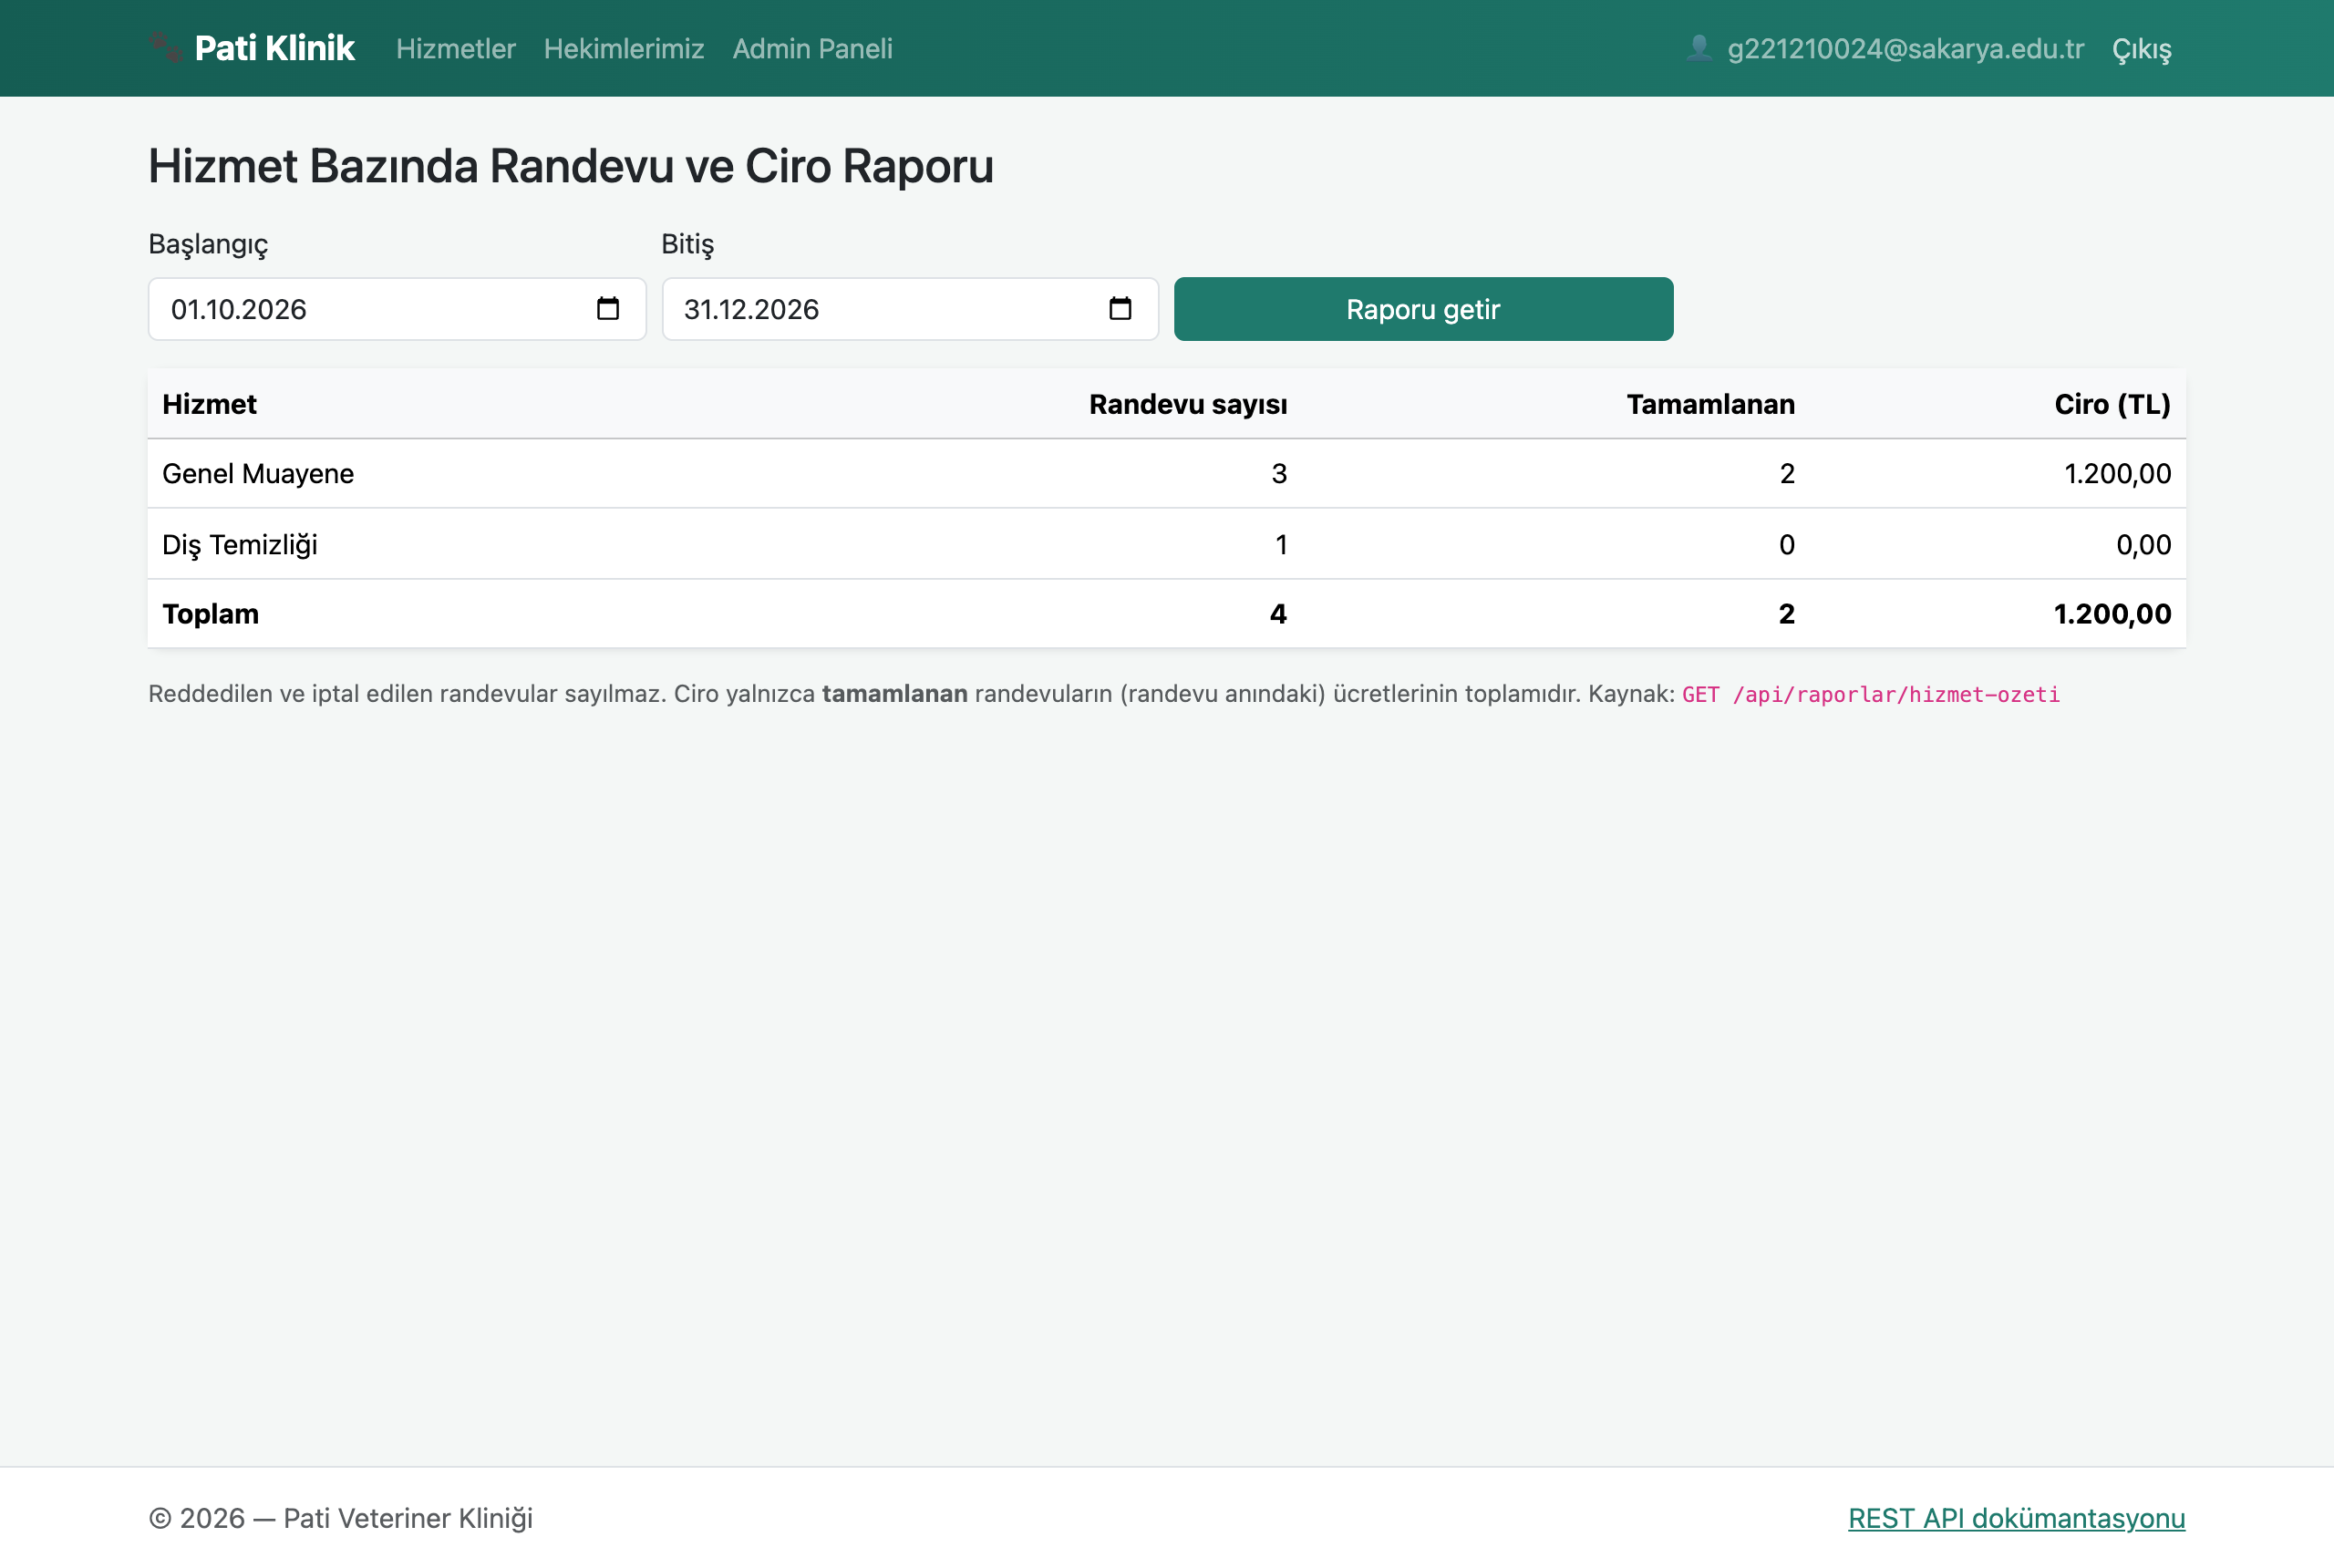 Pati Klinik Hizmetler Hekimlerimiz Admin Paneli g221210024@sakarya.edu.tr Çıkış
Hizmet Bazında Randevu ve Ciro Raporu
Başlangıç Bitiş
01.10.2026 31.12.2026 Raporu getir
Hizmet Randevu sayısı Tamamlanan Ciro (TL)
Genel Muayene 3 2 1.200,00
Diş Temizliği 1 0 0,00
Toplam 4 2 1.200,00
Reddedilen ve iptal edilen randevular sayılmaz. Ciro yalnızca tamamlanan randevuların (randevu anındaki) ücretlerinin toplamıdır. Kaynak: GET /api/raporlar/hizmet-ozeti
© 2026 — Pati Veteriner Kliniği REST API dokümantasyonu